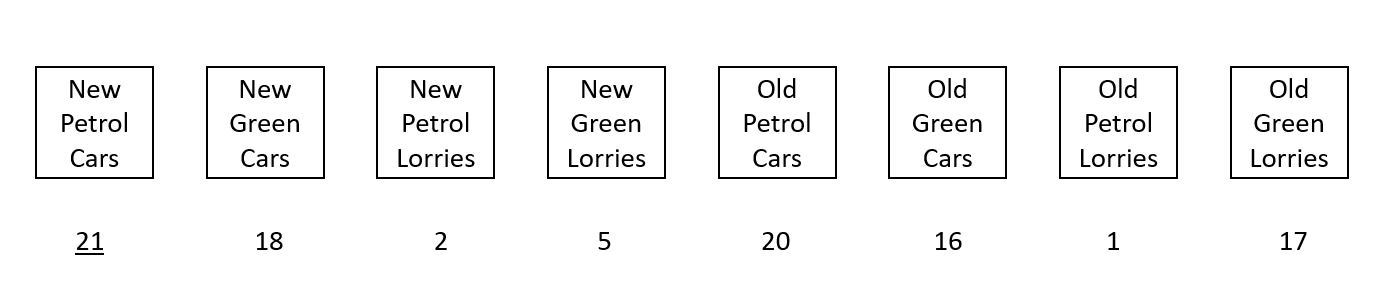 New New New New Old Old Old Old
Petrol Green Petrol Green Petrol Green Petrol Green
Cars Cars Lorries Lorries Cars Cars Lorries Lorries
21 18 2 5 20 16 1 17